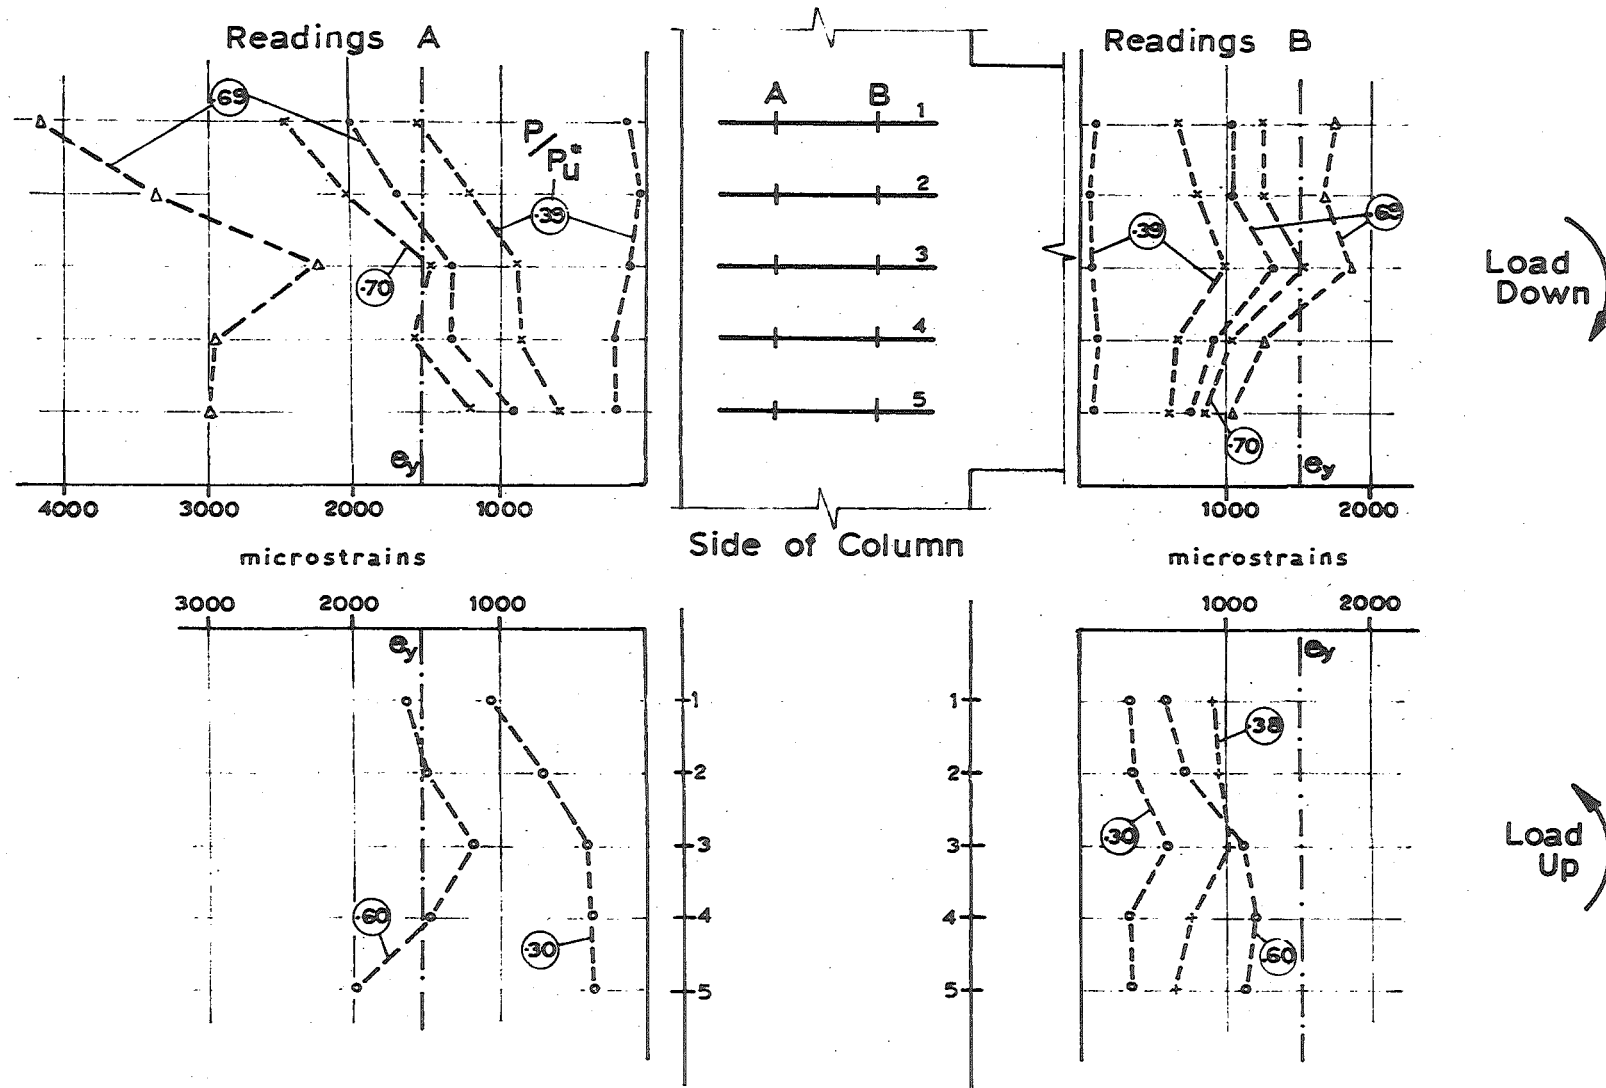 Readings A
Readings B
.69
P/Pu*
.39
.70
A B
1
2
3
4
5
.39
.69
.70
Load
Down
ey
ey
4000 3000 2000 1000
1000 2000
microstrains
Side of Column
microstrains
3000 2000 1000
1000 2000
ey
ey
1
2
3
4
5
1
2
3
4
5
.60
.30
.38
.30
.60
Load
Up